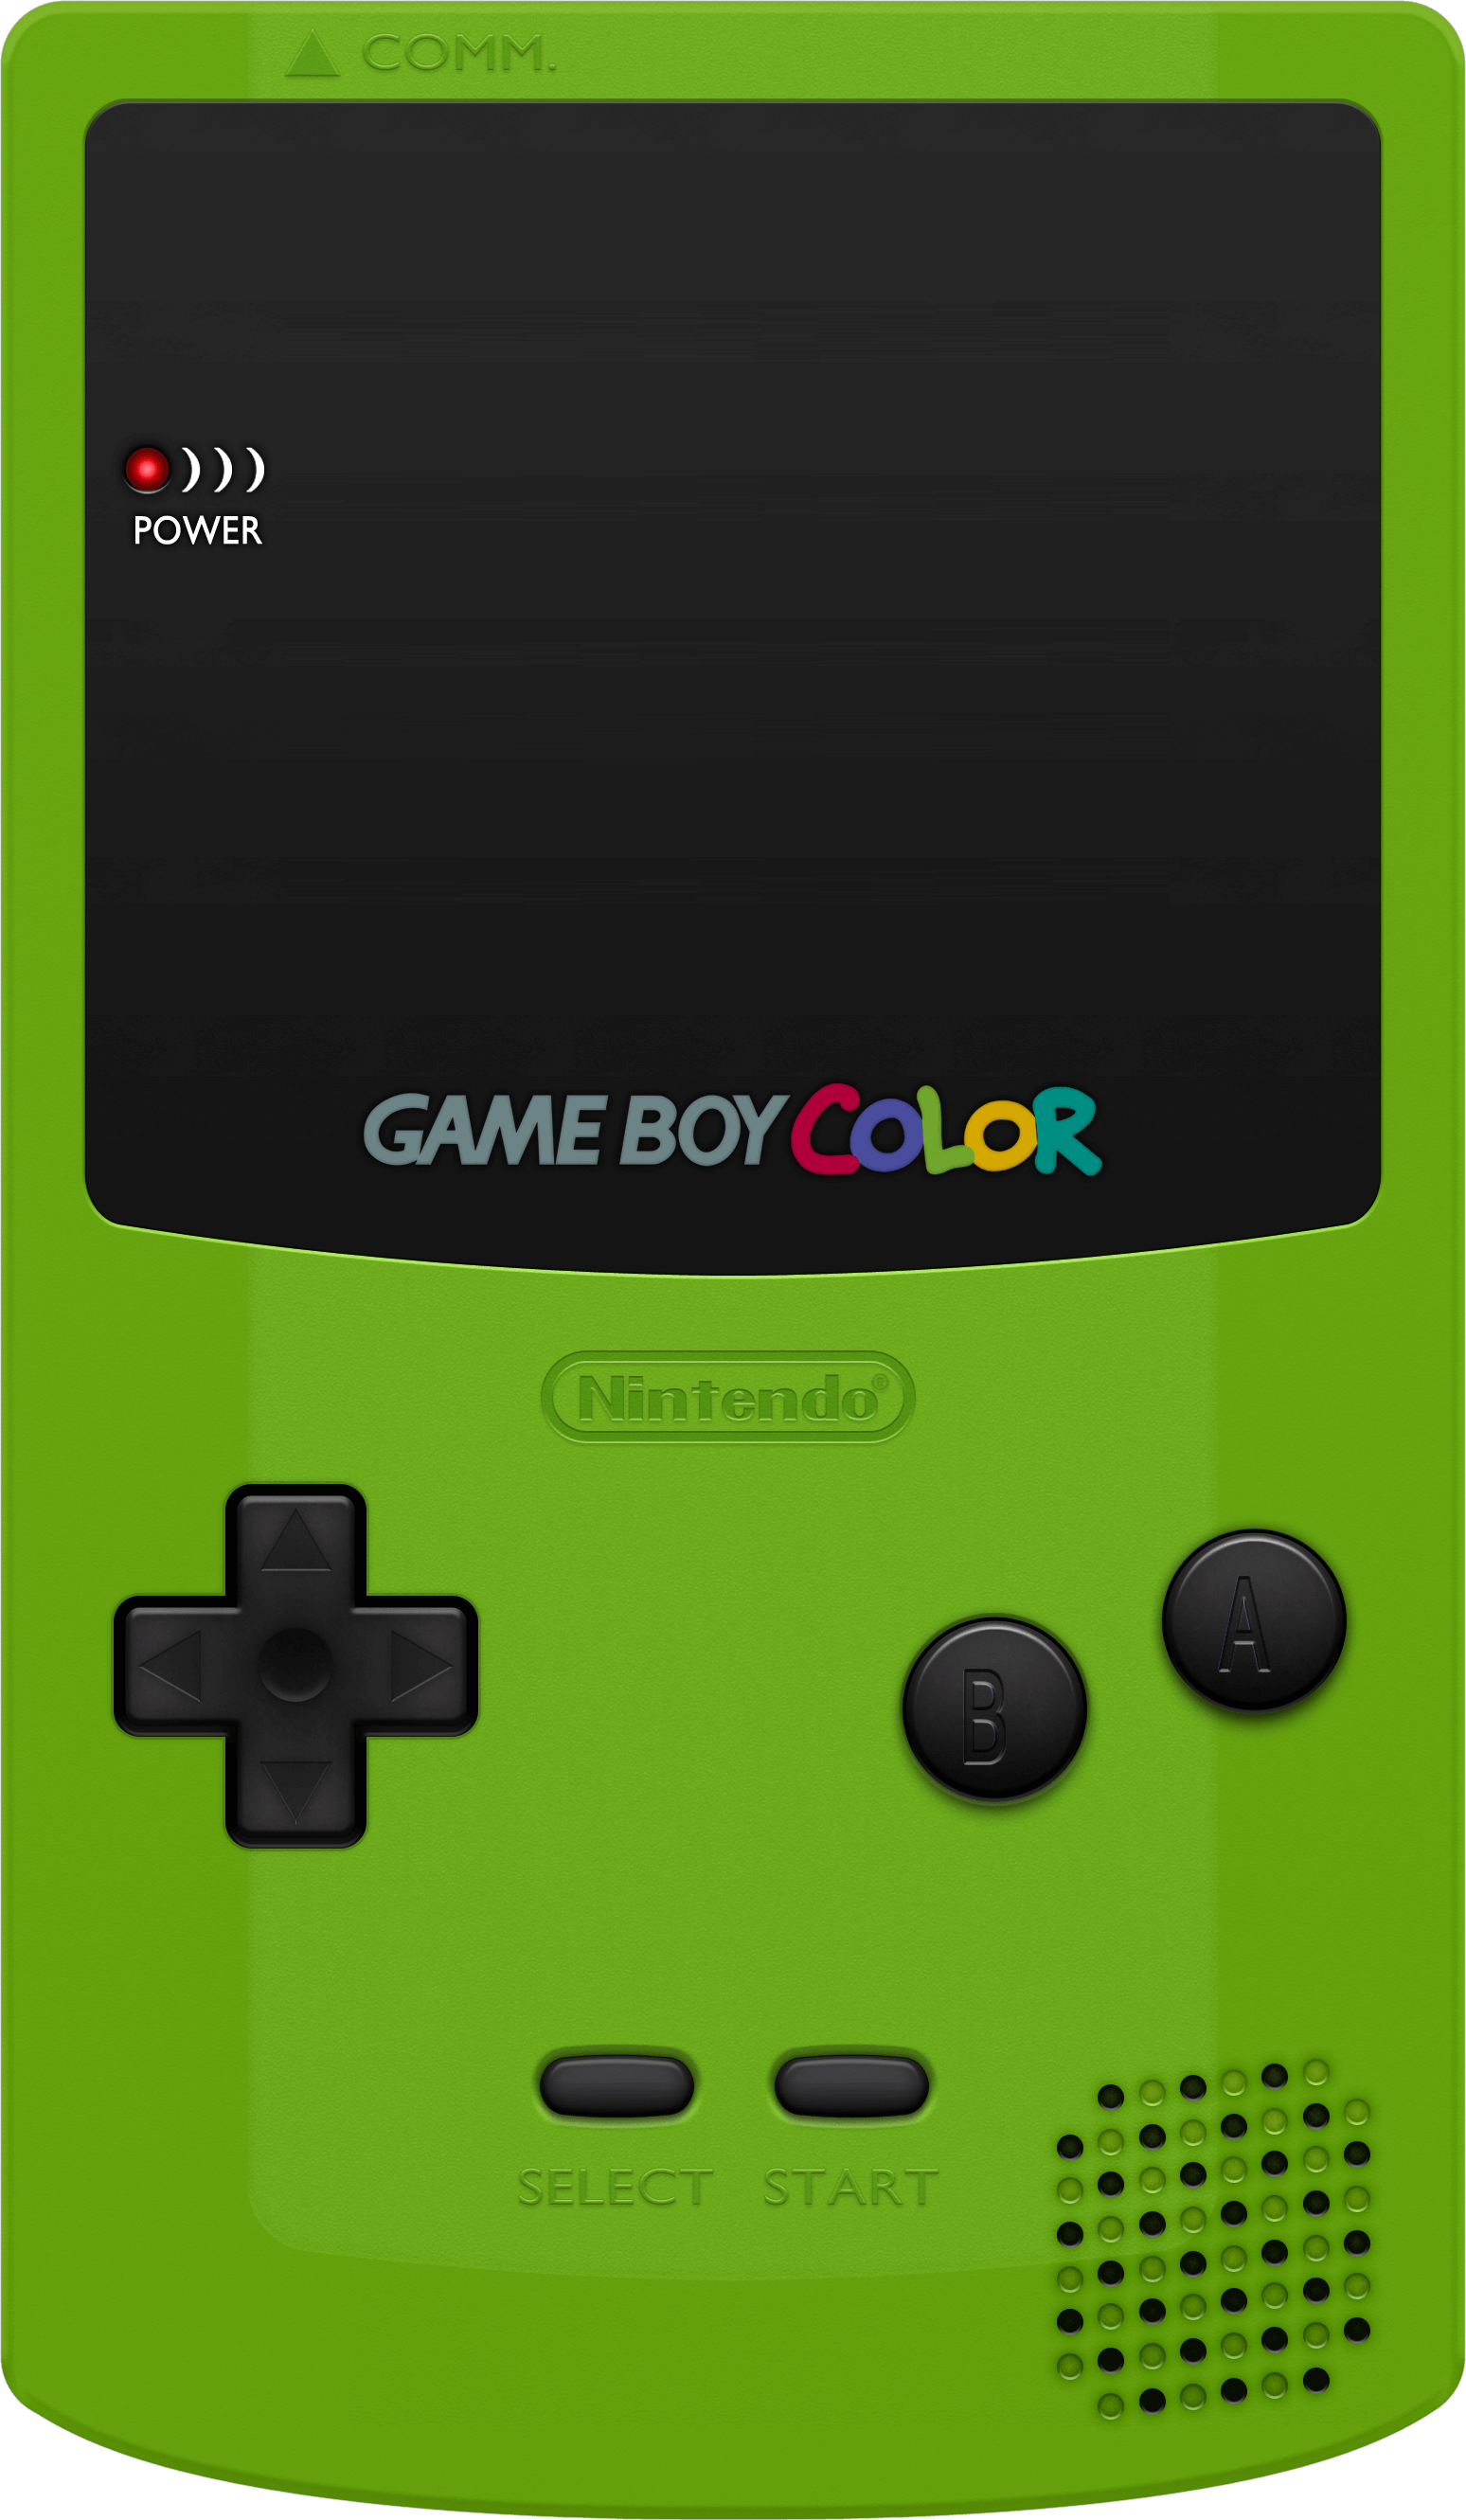 COMM.
POWER
GAME BOY COLOR
Nintendo®
A
B
SELECT START